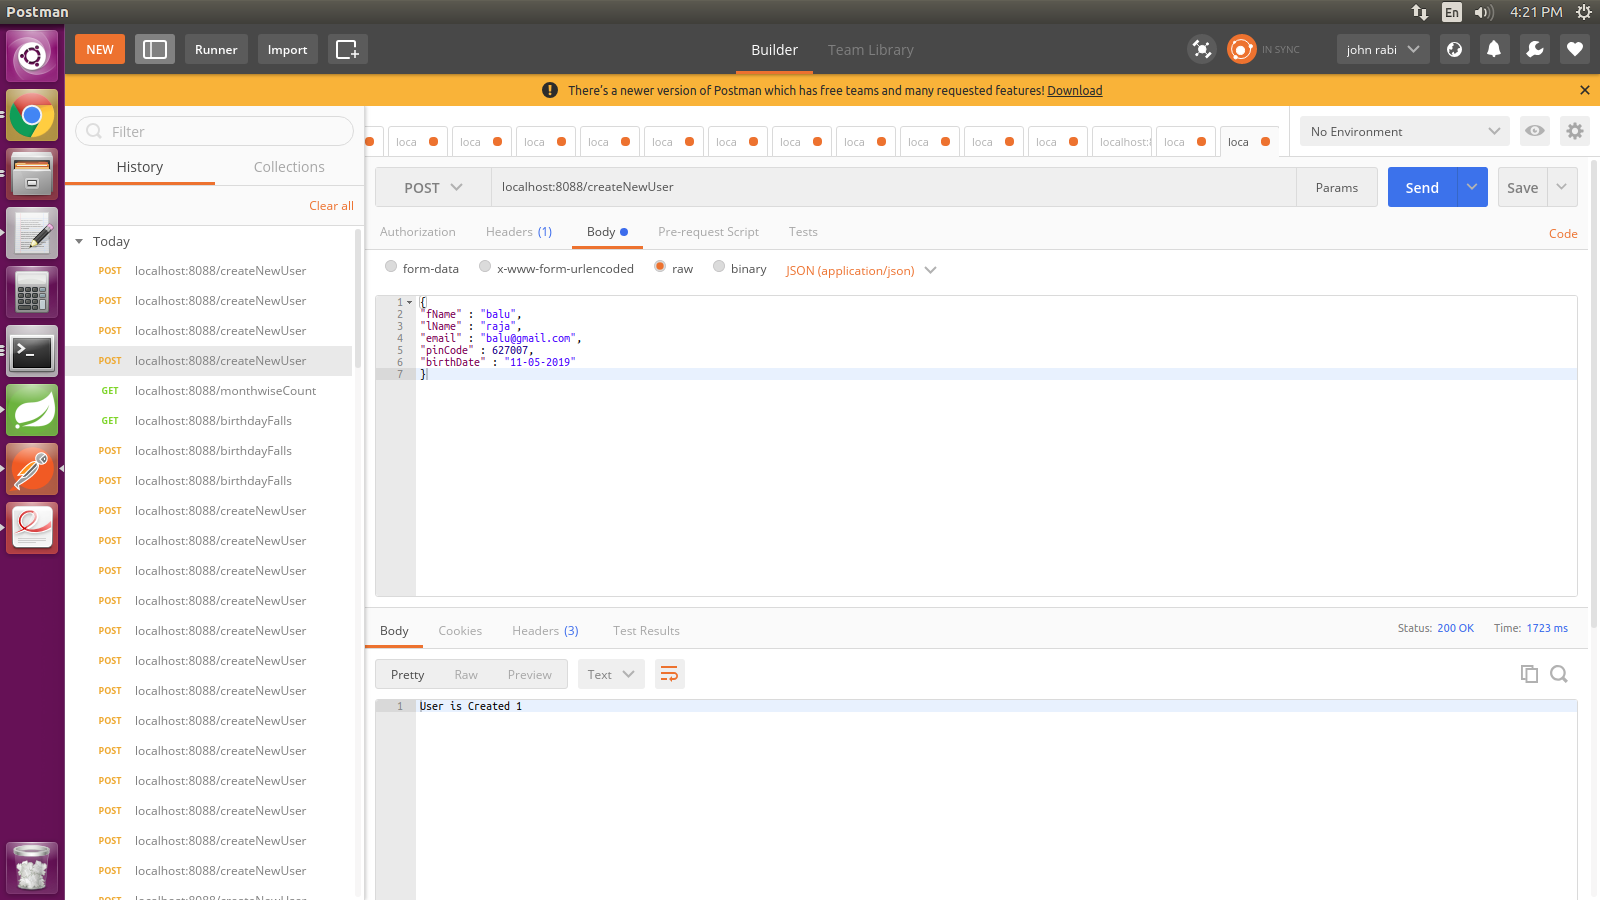 Postman
En
4:21 PM
NEW
Runner
Import
Builder
Team Library
IN SYNC
john rabi
There's a newer version of Postman which has free teams and many requested features! Download
Filter
History
Collections
Clear all
Today
POST localhost:8088/createNewUser
POST localhost:8088/createNewUser
POST localhost:8088/createNewUser
POST localhost:8088/createNewUser
GET localhost:8088/monthwiseCount
GET localhost:8088/birthdayFalls
POST localhost:8088/birthdayFalls
POST localhost:8088/birthdayFalls
POST localhost:8088/createNewUser
POST localhost:8088/createNewUser
POST localhost:8088/createNewUser
POST localhost:8088/createNewUser
POST localhost:8088/createNewUser
POST localhost:8088/createNewUser
POST localhost:8088/createNewUser
POST localhost:8088/createNewUser
POST localhost:8088/createNewUser
POST localhost:8088/createNewUser
POST localhost:8088/createNewUser
POST localhost:8088/createNewUser
POST localhost:8088/createNewUser
loca loca loca loca loca loca loca loca loca loca loca localhost: loca loca
No Environment
POST
localhost:8088/createNewUser
Params
Send
Save
Authorization
Headers (1)
Body
Pre-request Script
Tests
Code
form-data
x-www-form-urlencoded
raw
binary
JSON (application/json)
1 {
2 "fName" : "balu",
3 "lName" : "raja",
4 "email" : "balu@gmail.com",
5 "pinCode" : 627007,
6 "birthDate" : "11-05-2019"
7 }
Body
Cookies
Headers (3)
Test Results
Status: 200 OK
Time: 1723 ms
Pretty
Raw
Preview
Text
1 User is Created 1